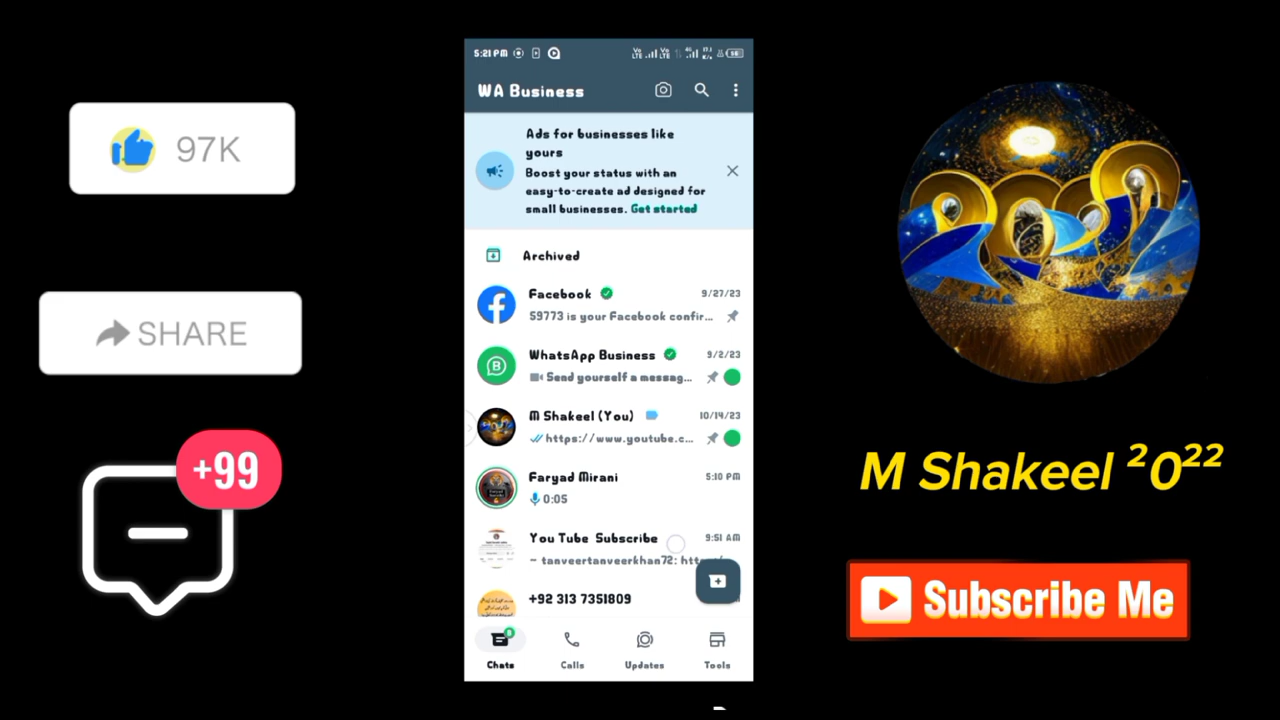 97K
SHARE
+99
5:21 PM
WA Business
Ads for businesses like
yours
Boost your status with an
easy-to-create ad designed for
small businesses. Get started
Archived
Facebook 9/27/23
59773 is your Facebook confir...
WhatsApp Business 9/2/23
Send yourself a messag...
M Shakeel (You) 10/14/23
https://www.youtube.c...
Faryad Mirani 5:10 PM
0:05
You Tube Subscribe 9:51 AM
~ tanveertanveerkhan72:
+92 313 7351809
Chats Calls Updates Tools
M Shakeel ²0²²
Subscribe Me